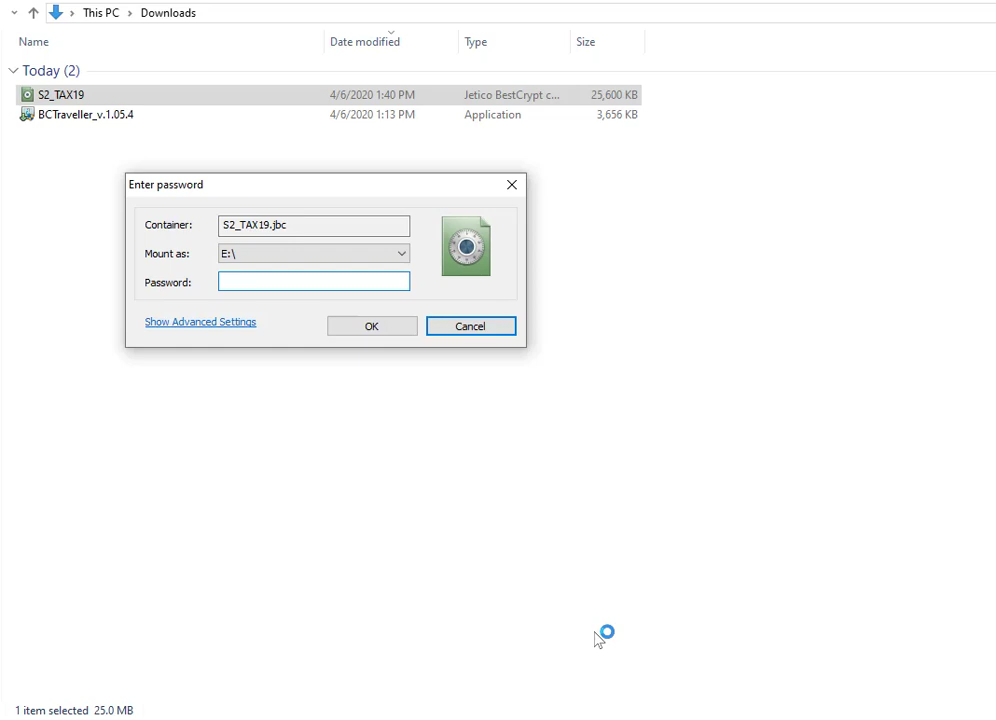 This PC > Downloads
Name Date modified Type Size
Today (2)
S2_TAX19 4/6/2020 1:40 PM Jetico BestCrypt c... 25,600 KB
BCTraveller_v.1.05.4 4/6/2020 1:13 PM Application 3,656 KB
Enter password
Container: S2_TAX19.jbc
Mount as: E:\
Password:
Show Advanced Settings OK Cancel
1 item selected 25.0 MB